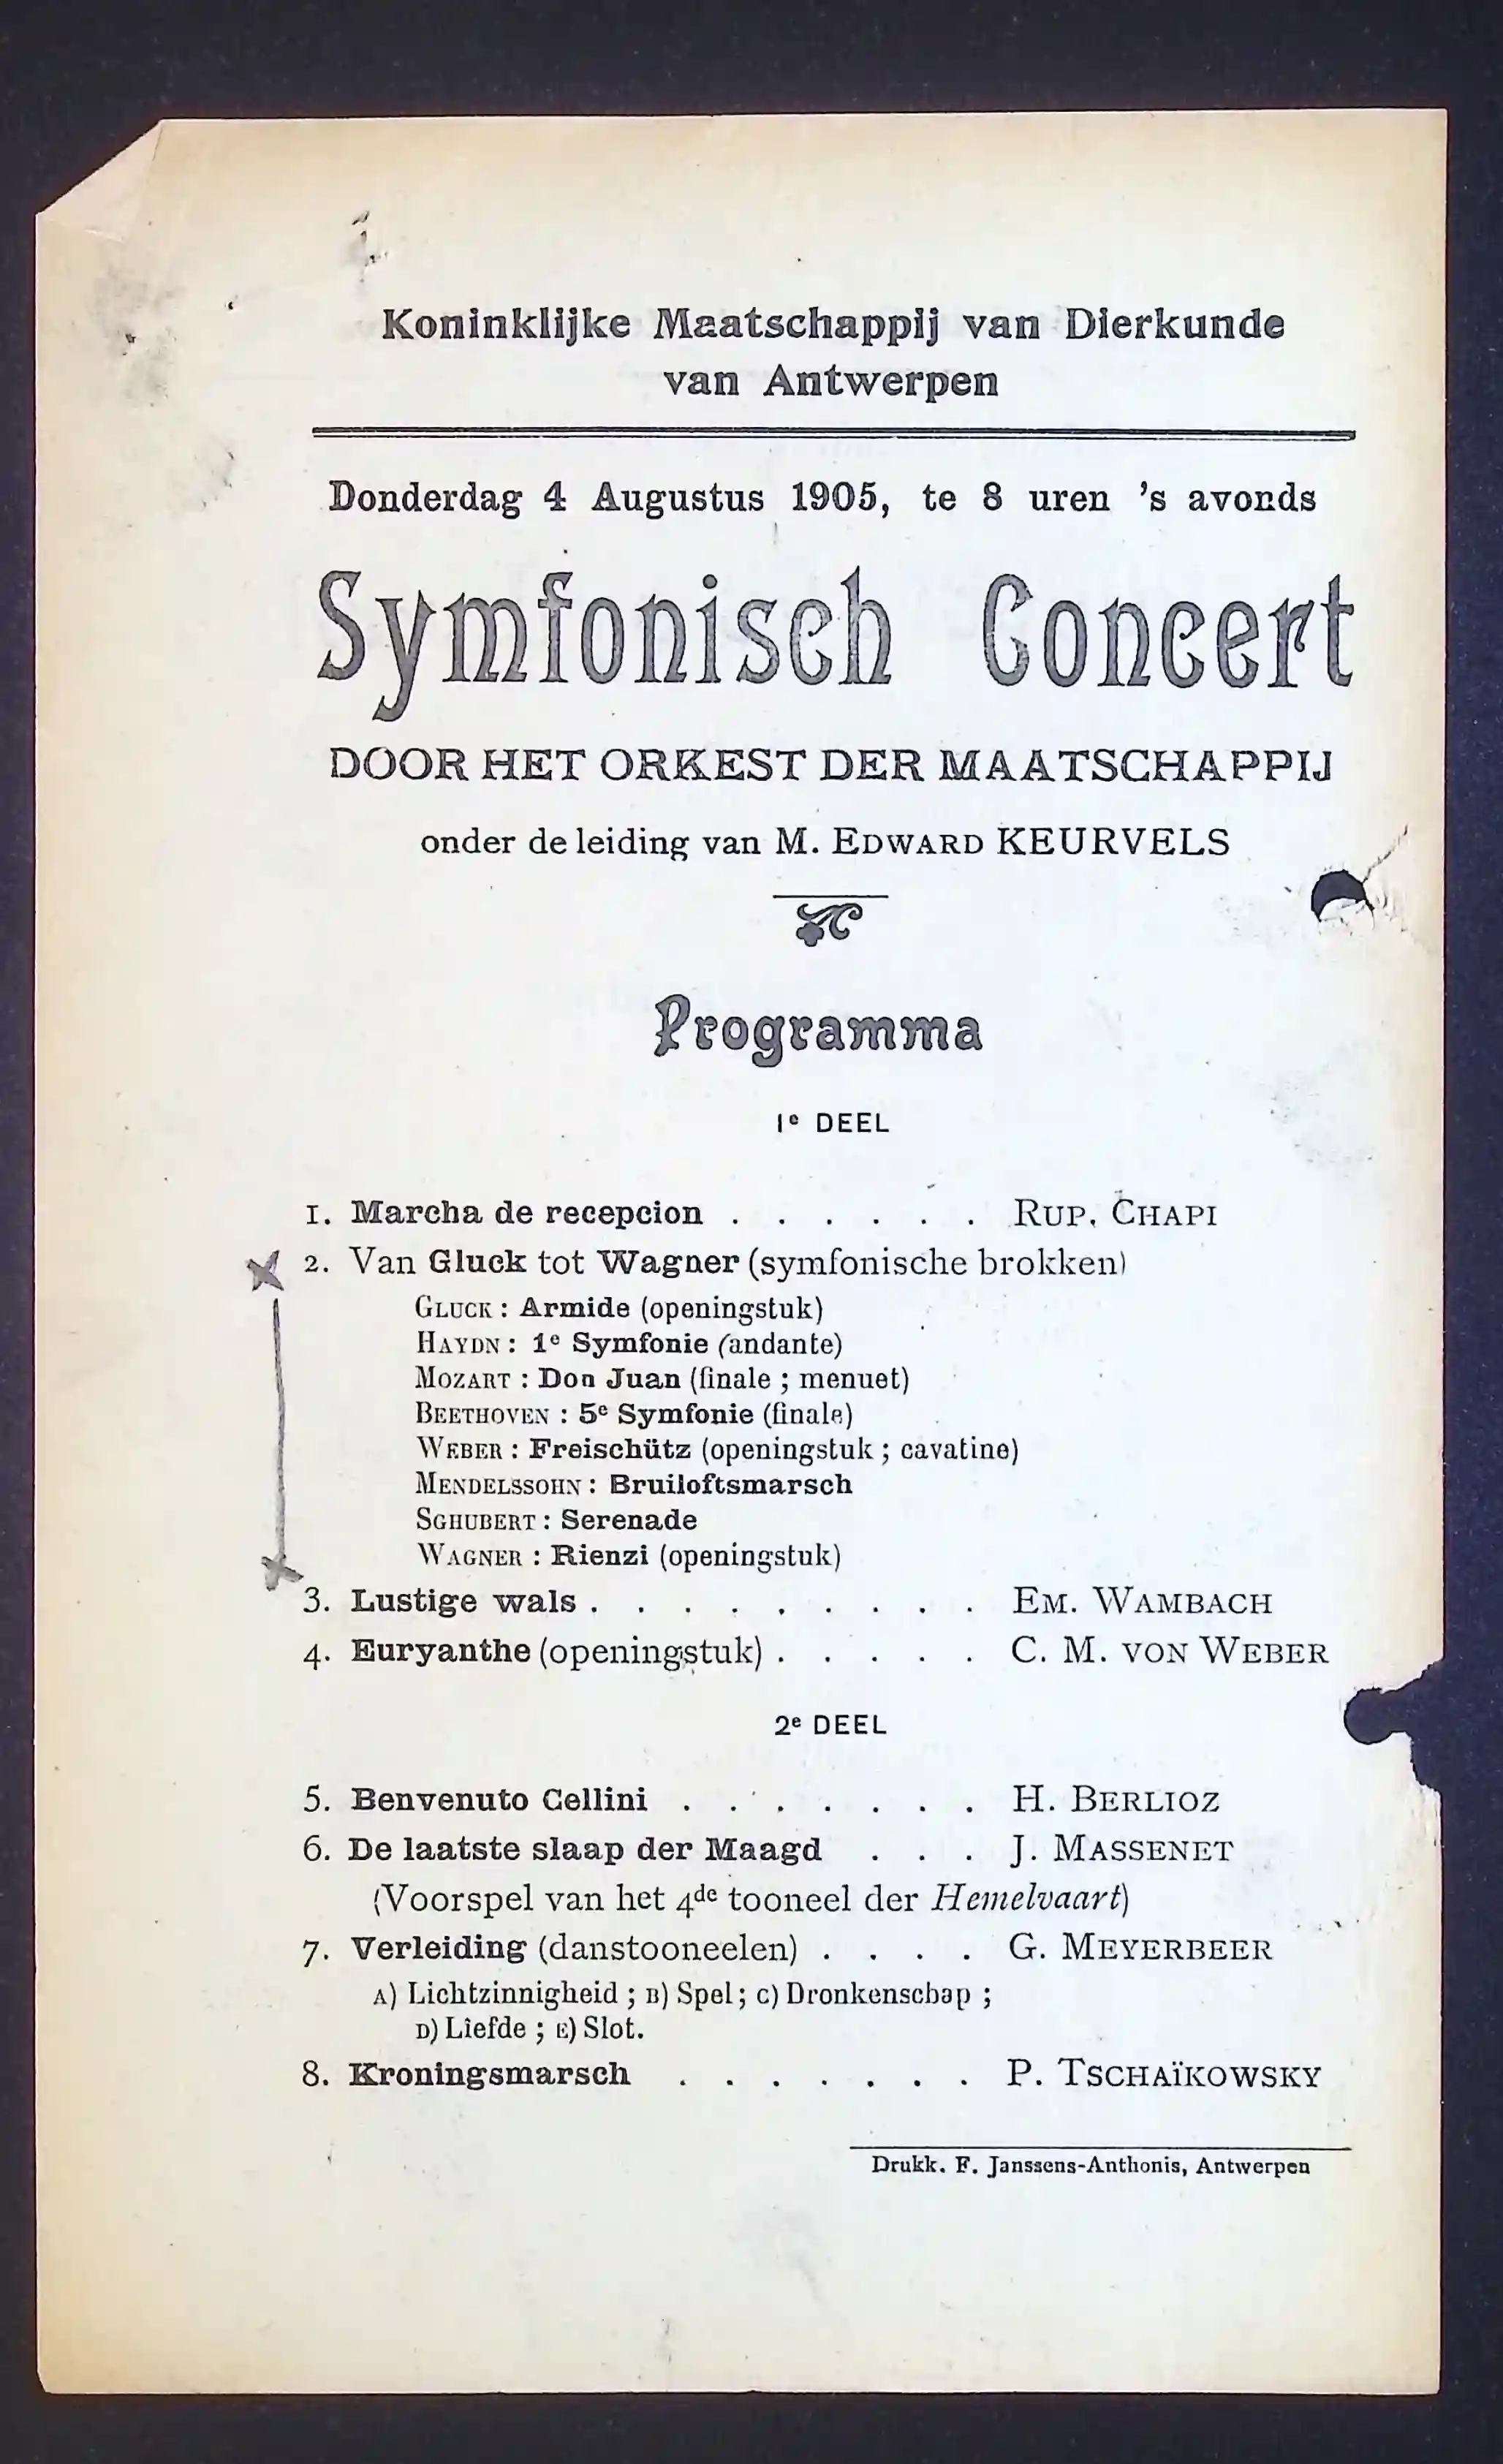 Koninklijke Maatschappij van Dierkunde
van Antwerpen
Donderdag 4 Augustus 1905, te 8 uren 's avonds
Symfonisch Concert
DOOR HET ORKEST DER MAATSCHAPPIJ
onder de leiding van M. EDWARD KEURVELS
Programma
1e DEEL
1. Marcha de recepcion . . . . . . RUP. CHAPI
2. Van Gluck tot Wagner (symfonische brokken)
GLUCK : Armide (openingstuk)
HAYDN : 1e Symfonie (andante)
MOZART : Don Juan (finale ; menuet)
BEETHOVEN : 5e Symfonie (finale)
WEBER : Freischütz (openingstuk ; cavatine)
MENDELSSOHN : Bruiloftsmarsch
SCHUBERT : Serenade
WAGNER : Rienzi (openingstuk)
3. Lustige wals . . . . . . . . . EM. WAMBACH
4. Euryanthe (openingstuk) . . . . . C. M. VON WEBER
2e DEEL
5. Benvenuto Cellini . . . . . . . H. BERLIOZ
6. De laatste slaap der Maagd . . . J. MASSENET
(Voorspel van het 4de tooneel der Hemelvaart)
7. Verleiding (danstooneelen) . . . . G. MEYERBEER
A) Lichtzinnigheid ; B) Spel ; C) Dronkenschap ;
D) Liefde ; E) Slot.
8. Kroningsmarsch . . . . . . . P. TSCHAÏKOWSKY
Drukk. F. Janssens-Anthonis, Antwerpen